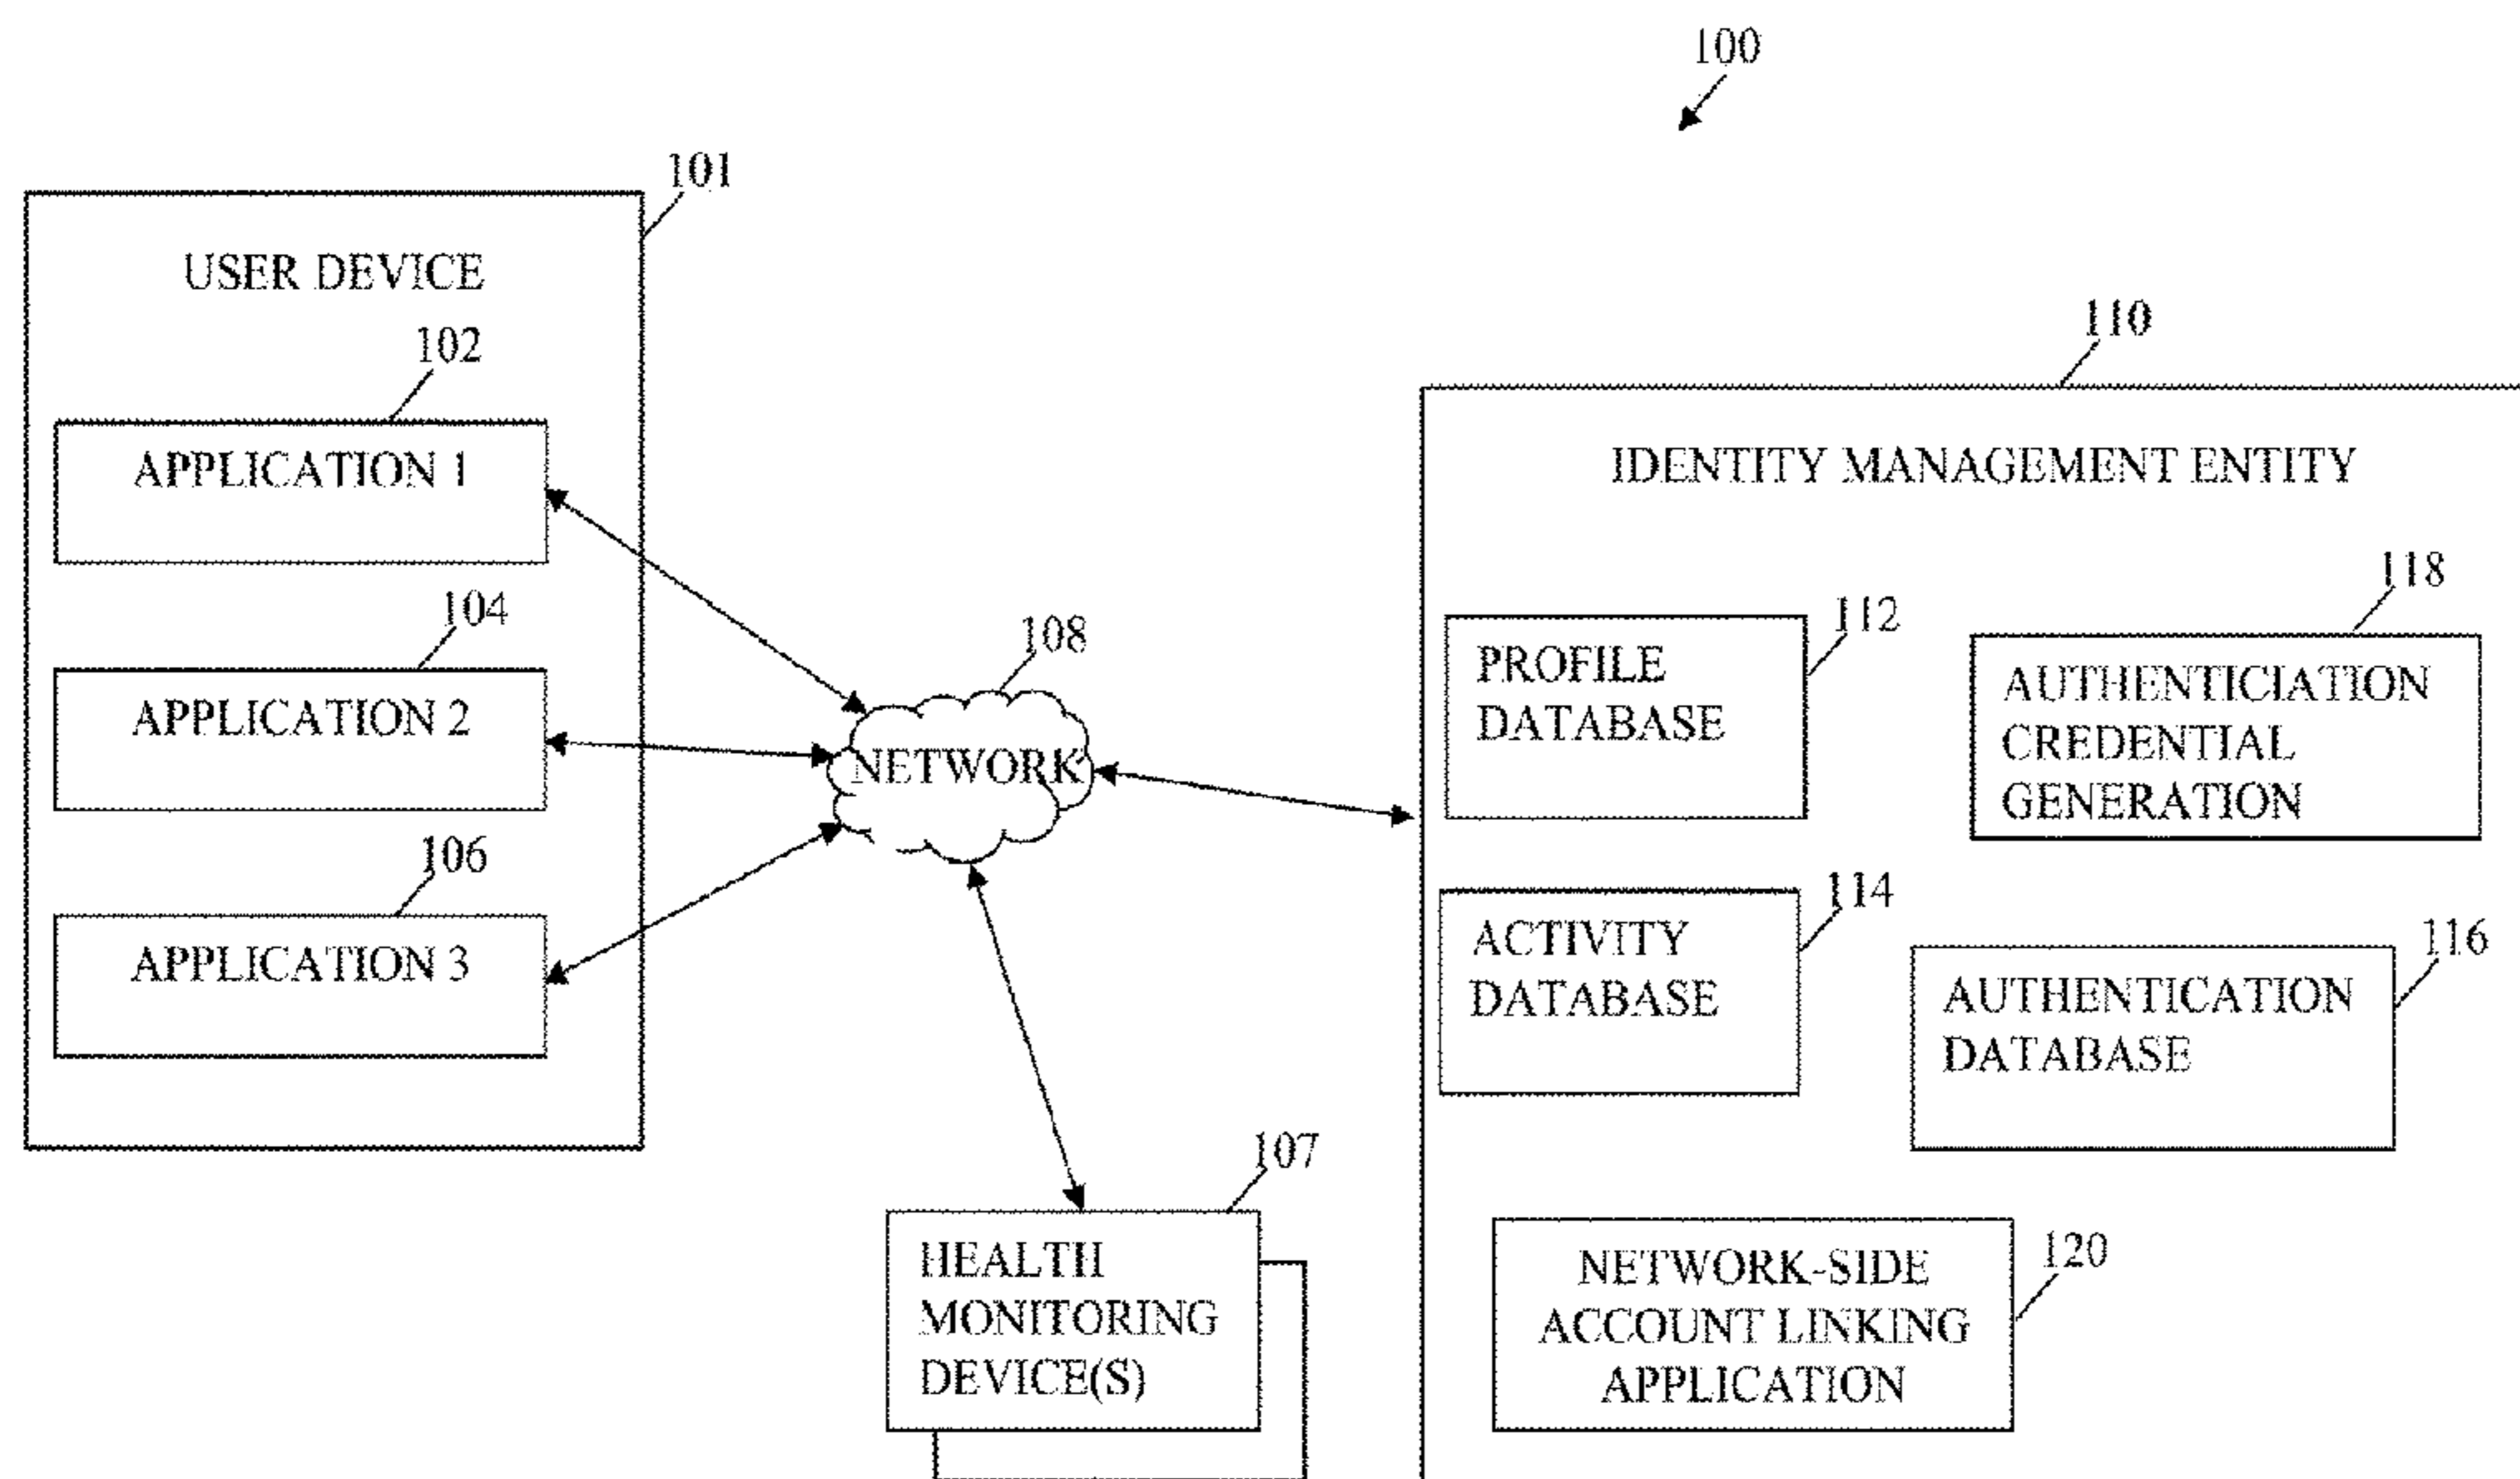 100
101
USER DEVICE
102
APPLICATION 1
104
APPLICATION 2
106
APPLICATION 3
108
NETWORK
107
HEALTH
MONITORING
DEVICE(S)
110
IDENTITY MANAGEMENT ENTITY
112
PROFILE
DATABASE
118
AUTHENTICIATION
CREDENTIAL
GENERATION
114
ACTIVITY
DATABASE
116
AUTHENTICATION
DATABASE
120
NETWORK-SIDE
ACCOUNT LINKING
APPLICATION